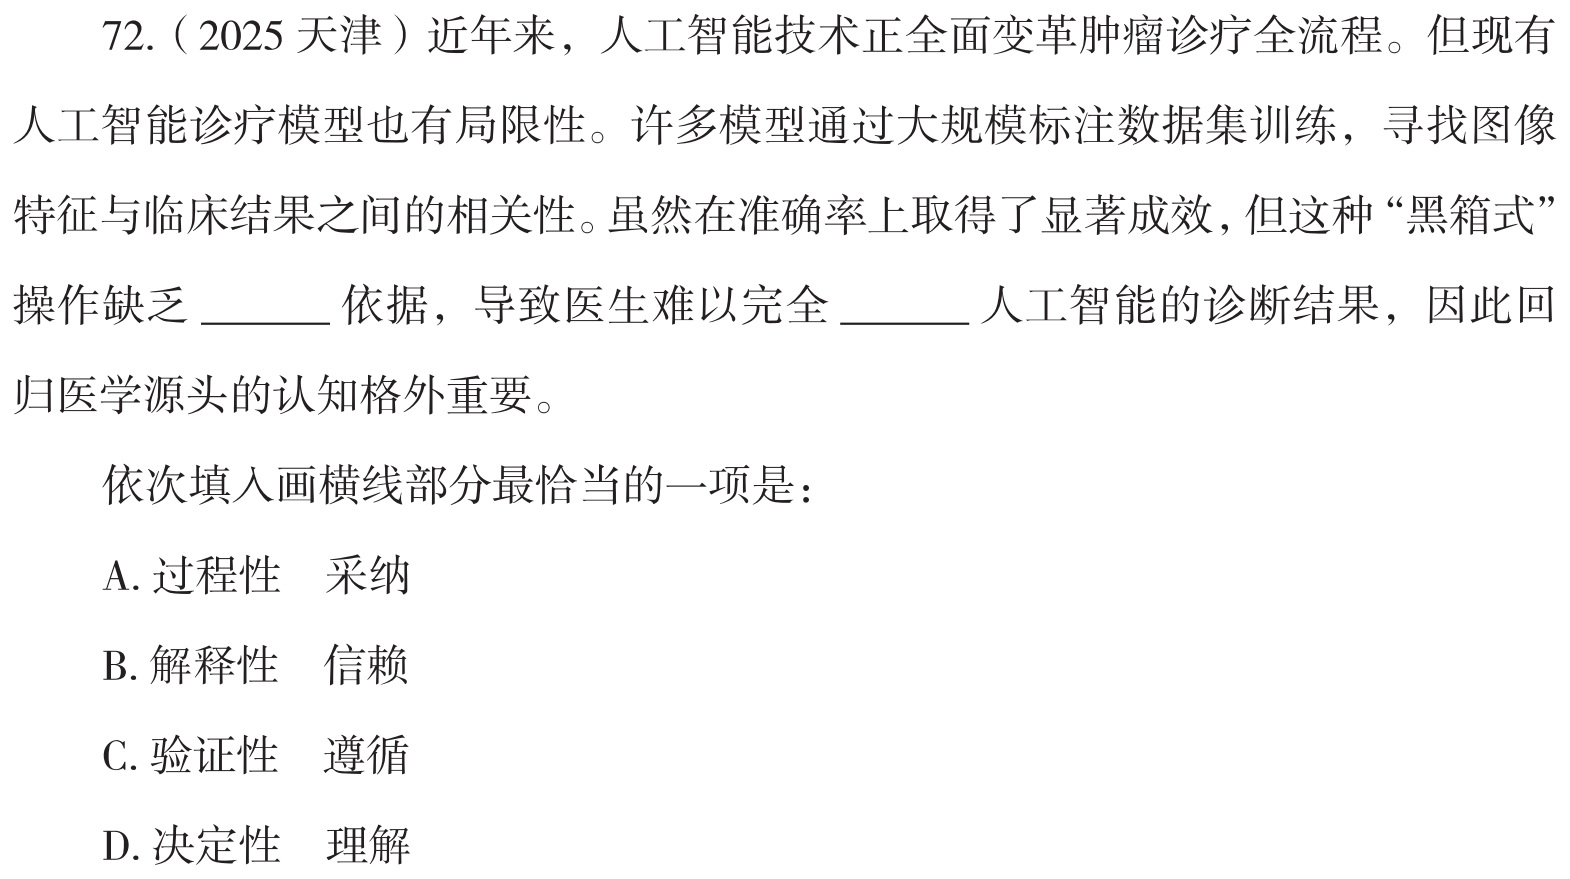 72.（2025 天津）近年来，人工智能技术正全面变革肿瘤诊疗全流程。但现有
人工智能诊疗模型也有局限性。许多模型通过大规模标注数据集训练，寻找图像
特征与临床结果之间的相关性。虽然在准确率上取得了显著成效，但这种“黑箱式”
操作缺乏 ______ 依据，导致医生难以完全 ______ 人工智能的诊断结果，因此回
归医学源头的认知格外重要。
依次填入画横线部分最恰当的一项是：
A. 过程性　采纳
B. 解释性　信赖
C. 验证性　遵循
D. 决定性　理解